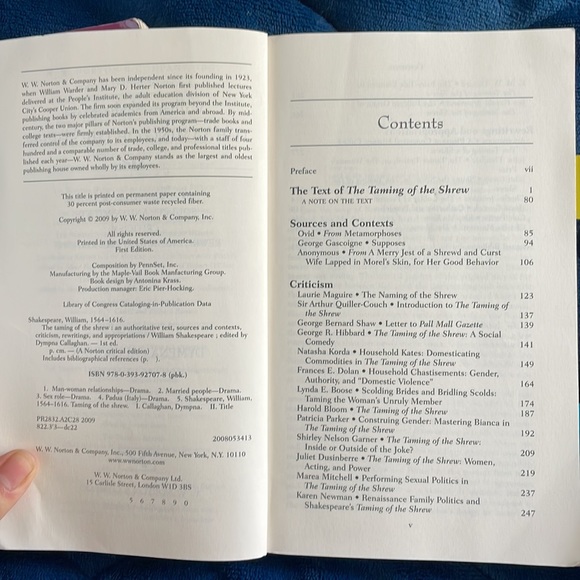 W. W. Norton & Company has been independent since its founding in 1923,
when William Warder and Mary D. Herter Norton first published lectures
delivered at the People's Institute, the adult education division of New York
City's Cooper Union. The firm soon expanded its program beyond the Institute,
publishing books by celebrated academics from America and abroad. By mid-
century, the two major pillars of Norton's publishing program—trade books and
college texts—were firmly established. In the 1950s, the Norton family trans-
ferred control of the company to its employees, and today—with a staff of four
hundred and a comparable number of trade, college, and professional titles pub-
lished each year—W. W. Norton & Company stands as the largest and oldest
publishing house owned wholly by its employees.
This title is printed on permanent paper containing
30 percent post-consumer waste recycled fiber.
Copyright © 2009 by W. W. Norton & Company, Inc.
All rights reserved.
Printed in the United States of America.
First Edition.
Composition by PennSet, Inc.
Manufacturing by the Maple-Vail Book Manfacturing Group.
Book design by Antonina Krass.
Production manager: Eric Pier-Hocking.
Library of Congress Cataloging-in-Publication Data
Shakespeare, William, 1564–1616.
The taming of the shrew : an authoritative text, sources and contexts,
criticism, rewritings, and appropriations / William Shakespeare ; edited by
Dympna Callaghan. — 1st ed.
p. cm. — (A Norton critical edition)
Includes bibliographical references (p. ).
ISBN 978-0-393-92707-8 (pbk.)
1. Man-woman relationships—Drama. 2. Married people—Drama.
3. Sex role—Drama. 4. Padua (Italy)—Drama. 5. Shakespeare, William,
1564–1616. Taming of the shrew. I. Callaghan, Dympna. II. Title
PR2832.A2C25 2009
822.3'3—dc22
2008053413
W. W. Norton & Company, Inc., 500 Fifth Avenue, New York, N.Y. 10110
www.wwnorton.com
W. W. Norton & Company Ltd.
15 Carlisle Street, London W1D 3BS
5 6 7 8 9 0
Contents
Preface vii
The Text of The Taming of the Shrew 1
A NOTE ON THE TEXT 80
Sources and Contexts
Ovid • From Metamorphoses 85
George Gascoigne • Supposes 94
Anonymous • From A Merry Jest of a Shrewd and Curst
Wife Lapped in Morel's Skin, for Her Good Behavior 106
Criticism
Laurie Maguire • The Naming of the Shrew 123
Sir Arthur Quiller-Couch • Introduction to The Taming of
the Shrew 137
George Bernard Shaw • Letter to Pall Mall Gazette 139
George R. Hibbard • The Taming of the Shrew: A Social
Comedy 141
Natasha Korda • Household Kates: Domesticating
Commodities in The Taming of the Shrew 149
Frances E. Dolan • Household Chastisements: Gender,
Authority, and "Domestic Violence" 164
Lynda E. Boose • Scolding Brides and Bridling Scolds:
Taming the Woman's Unruly Member 174
Harold Bloom • The Taming of the Shrew 187
Patricia Parker • Construing Gender: Mastering Bianca in
The Taming of the Shrew 192
Shirley Nelson Garner • The Taming of the Shrew:
Inside or Outside of the Joke? 209
Juliet Dusinberre • The Taming of the Shrew: Women,
Acting, and Power 219
Marea Mitchell • Performing Sexual Politics in
The Taming of the Shrew 237
Karen Newman • Renaissance Family Politics and
Shakespeare's Taming of the Shrew 247
v